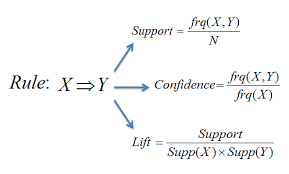 Support = frq(X,Y) / N
Rule: X ⇒ Y
Confidence = frq(X,Y) / frq(X)
Lift = Support / Supp(X)×Supp(Y)